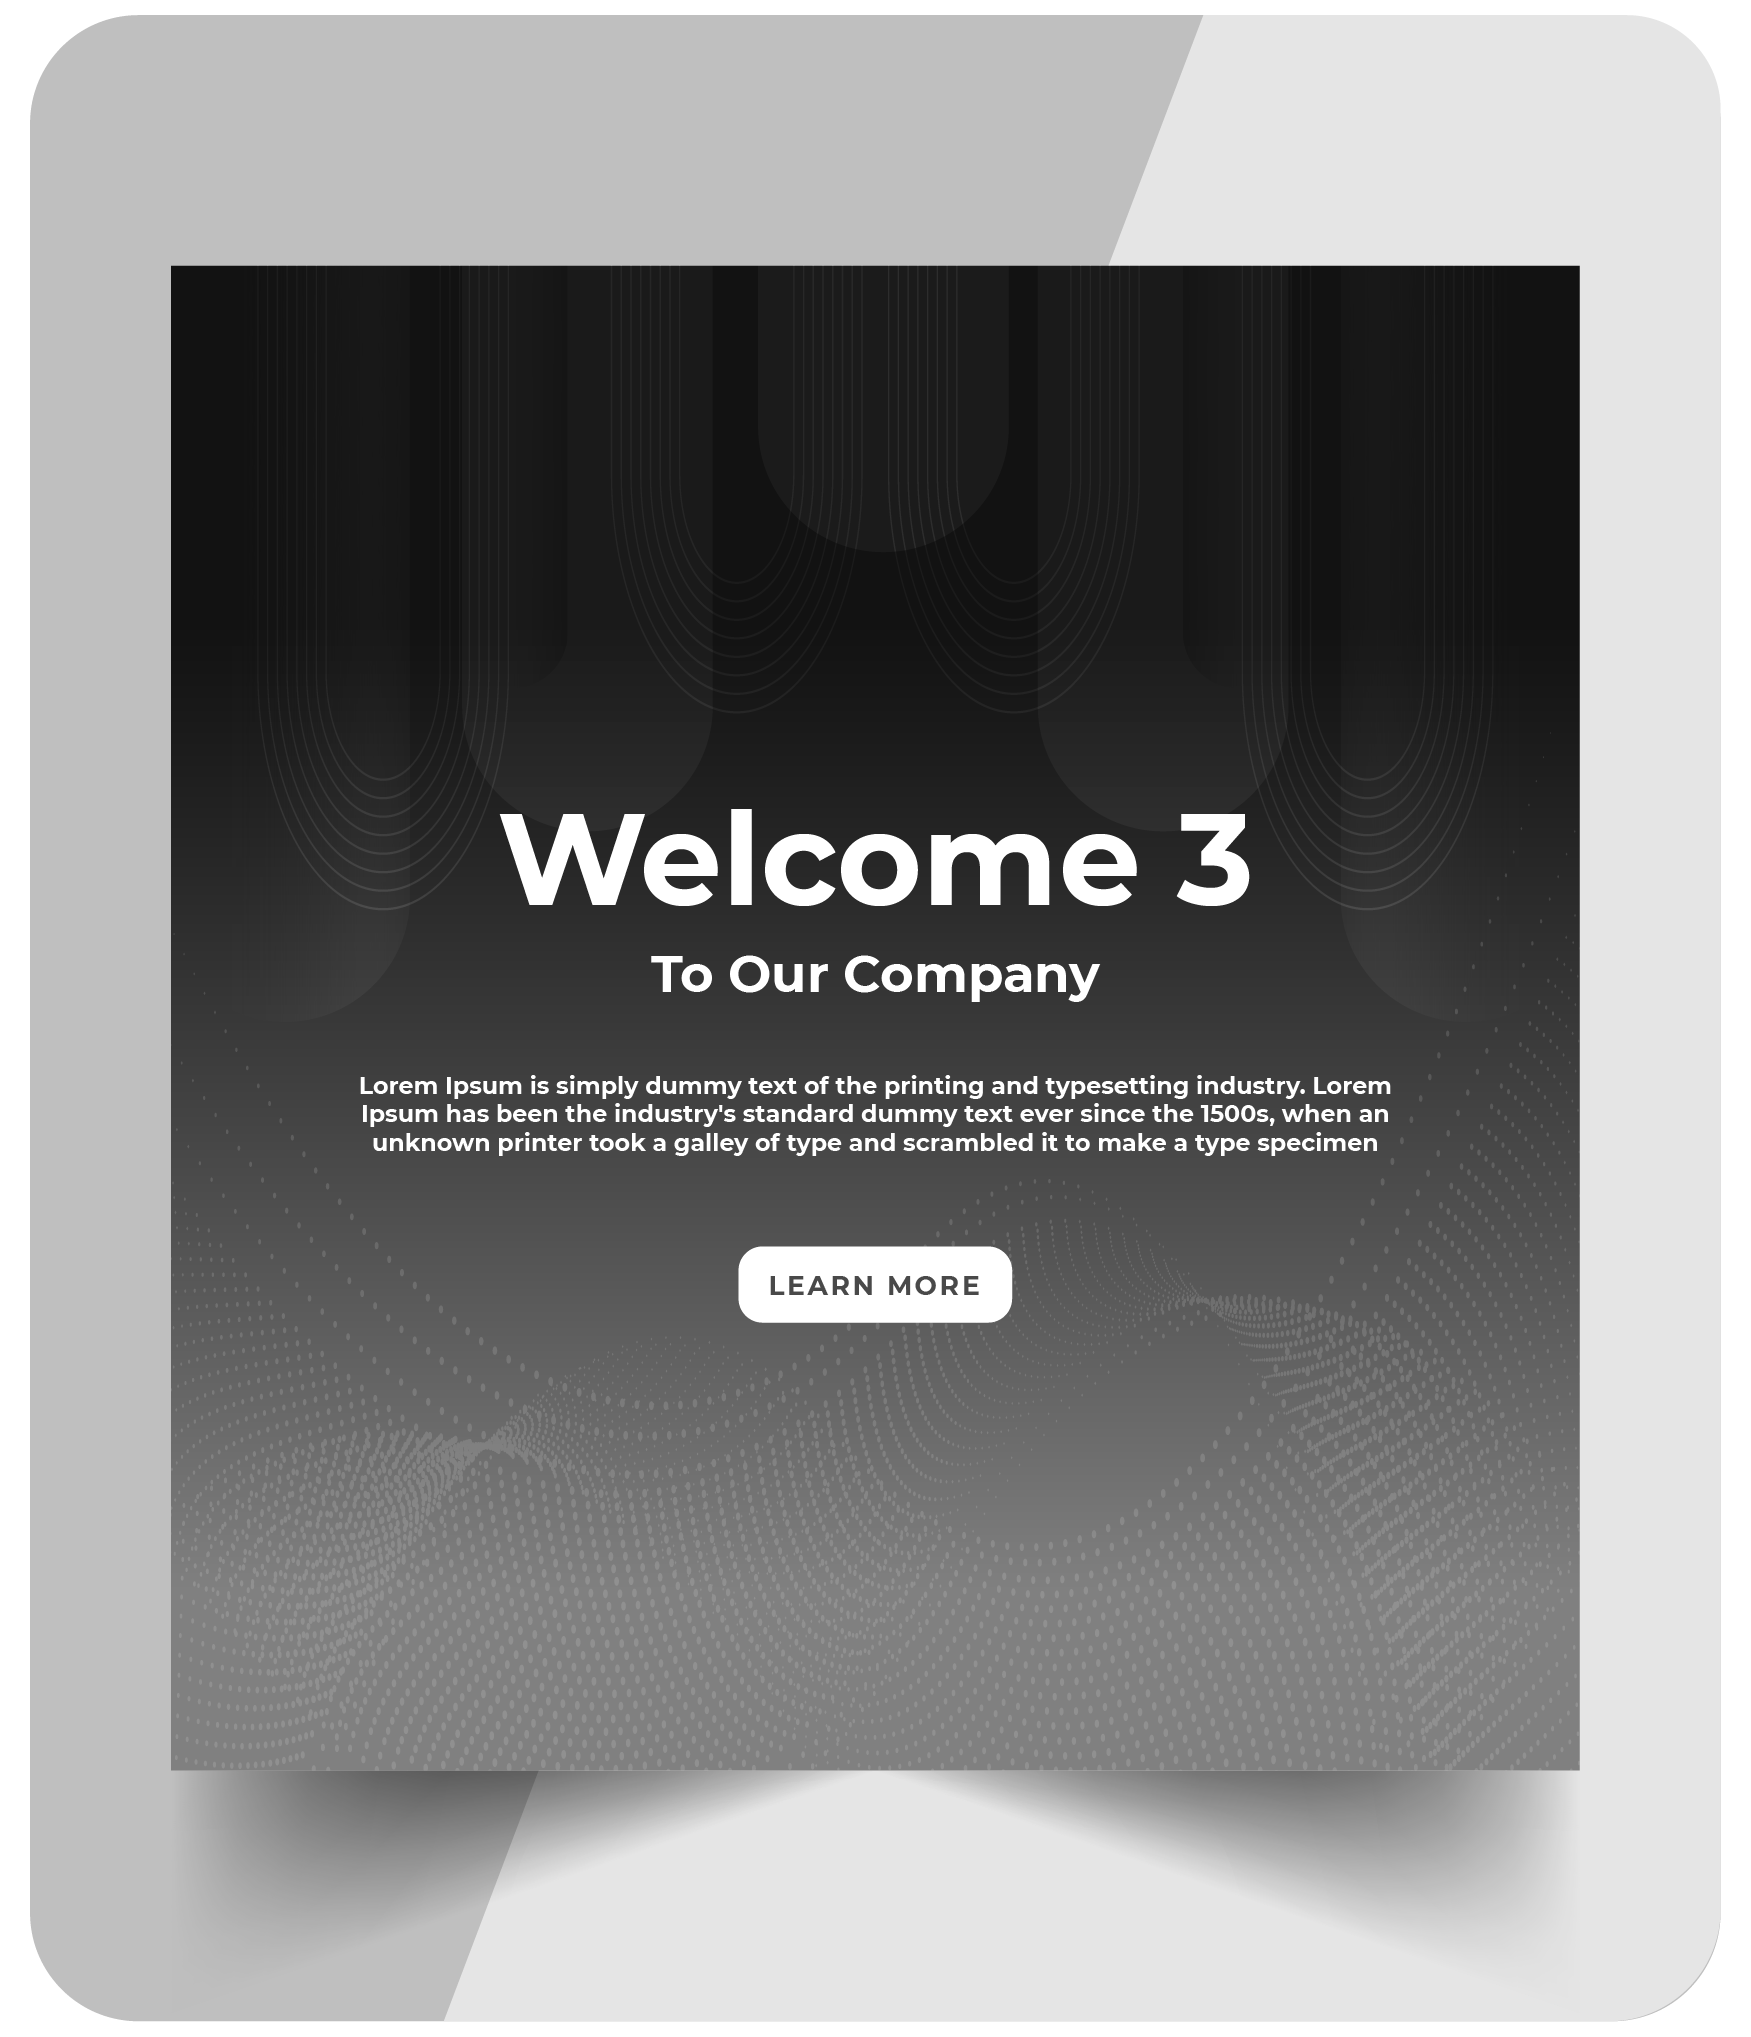 Welcome 3
To Our Company
Lorem Ipsum is simply dummy text of the printing and typesetting industry. Lorem
Ipsum has been the industry's standard dummy text ever since the 1500s, when an
unknown printer took a galley of type and scrambled it to make a type specimen
LEARN MORE